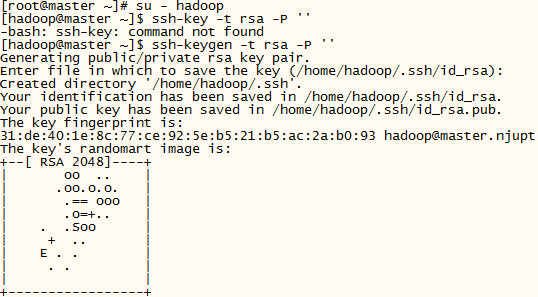 [root@master ~]# su - hadoop
[hadoop@master ~]$ ssh-key -t rsa -P ''
-bash: ssh-key: command not found
[hadoop@master ~]$ ssh-keygen -t rsa -P ''
Generating public/private rsa key pair.
Enter file in which to save the key (/home/hadoop/.ssh/id_rsa):
Created directory '/home/hadoop/.ssh'.
Your identification has been saved in /home/hadoop/.ssh/id_rsa.
Your public key has been saved in /home/hadoop/.ssh/id_rsa.pub.
The key fingerprint is:
31:de:40:1e:8c:77:ce:92:5e:b5:21:b5:ac:2a:b0:93 hadoop@master.njupt
The key's randomart image is:
+--[ RSA 2048]----+
|       oo  ..    |
|      .oo.o.o.   |
|       .== ooo   |
|       .o=+..    |
|    .  .Soo      |
|     +  ..       |
|    E . .        |
|     . .         |
|                 |
+-----------------+